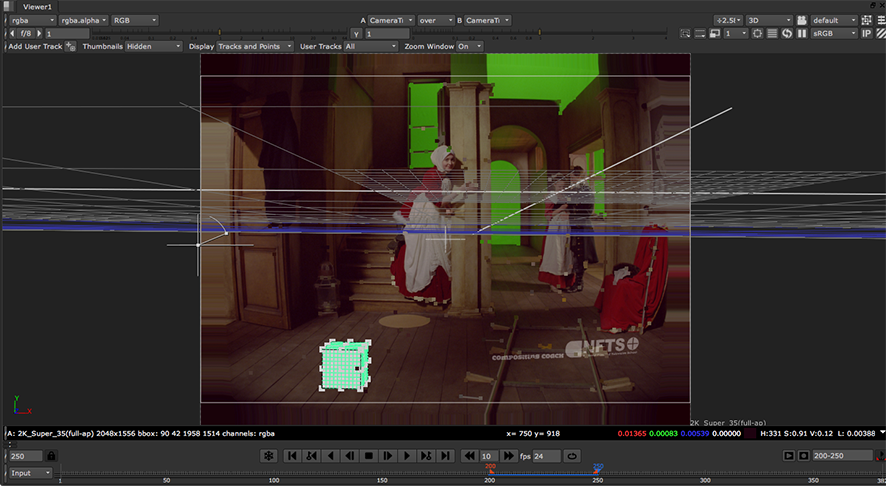 Viewer1
rgba rgba.alpha RGB A CameraTi over B CameraTi ÷2.5( 3D default
f/8 1 Y 1 1 sRGB IP
Add User Track Thumbnails Hidden Display Tracks and Points User Tracks All Zoom Window On
COMPOSITING COACH NFTS
Y
X
2K_Super_35(full-ap)
A: 2K_Super_35(full-ap) 2048x1556 bbox: 90 42 1958 1514 channels: rgba x= 750 y= 918 0.01365 0.00083 0.00539 0.00000 H:331 S:0.91 V:0.12 L: 0.00388
250 10 fps 24 200-250
Input 1 50 100 150 200 250 300 350
200 250